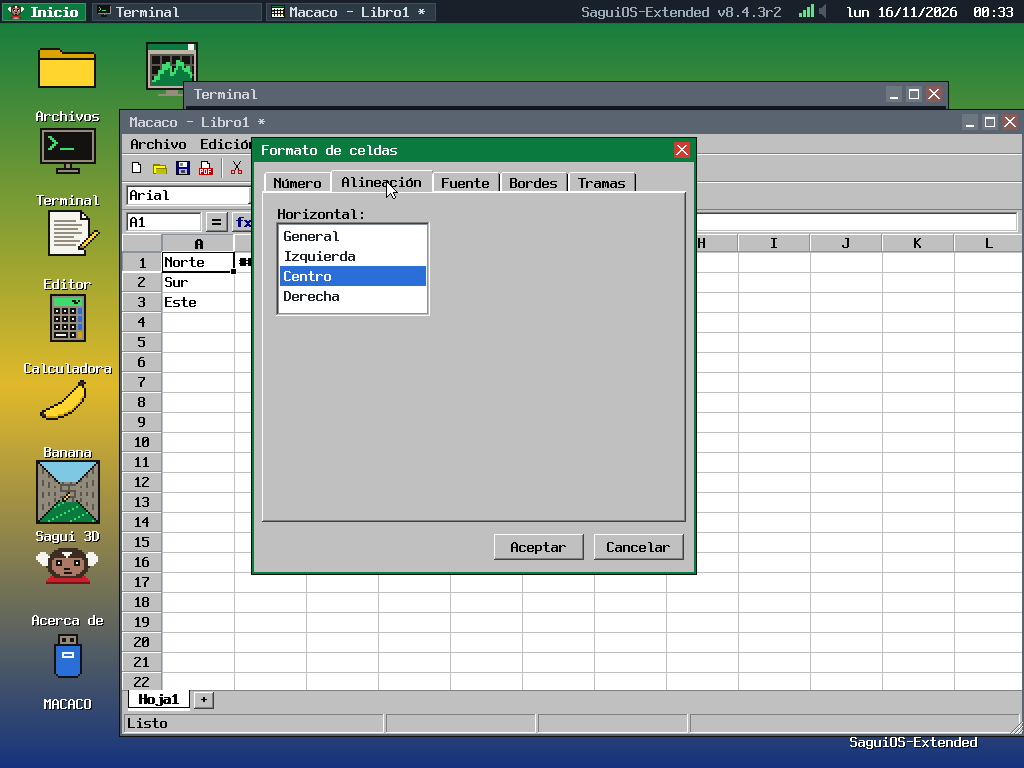 Inicio
Terminal
Macaco - Libro1 *
SaguiOS-Extended v8.4.3r2
lun 16/11/2026 00:33
Archivos
Terminal
Editor
Calculadora
Banana
Sagui 3D
Acerca de
MACACO
Terminal
Macaco - Libro1 *
Archivo Edición
PDF
Arial
A1 = fx
A H I J K L
1 Norte
2 Sur
3 Este
4
5
6
7
8
9
10
11
12
13
14
15
16
17
18
19
20
21
22
Formato de celdas
Número Alineación Fuente Bordes Tramas
Horizontal:
General
Izquierda
Centro
Derecha
Aceptar Cancelar
Hoja1 +
Listo
SaguiOS-Extended